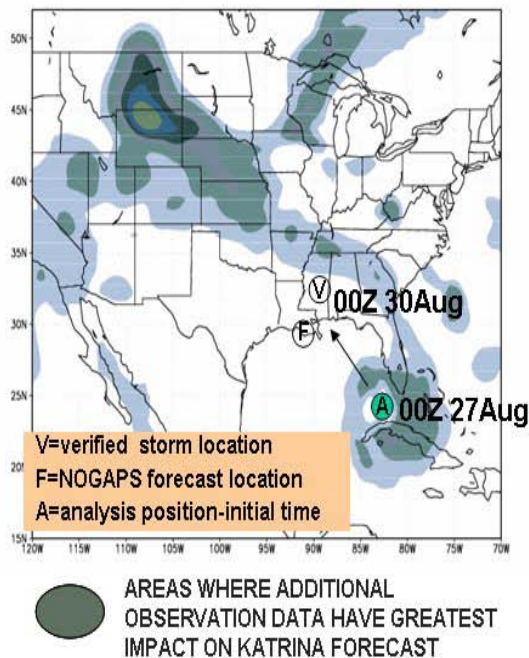 50N
45N
40N
35N
30N
25N
20N
15N
120W 115W 110W 105W 100W 95W 90W 85W 80W 75W 70W
V 00Z 30Aug
F
A 00Z 27Aug
V=verified storm location
F=NOGAPS forecast location
A=analysis position-initial time
AREAS WHERE ADDITIONAL
OBSERVATION DATA HAVE GREATEST
IMPACT ON KATRINA FORECAST